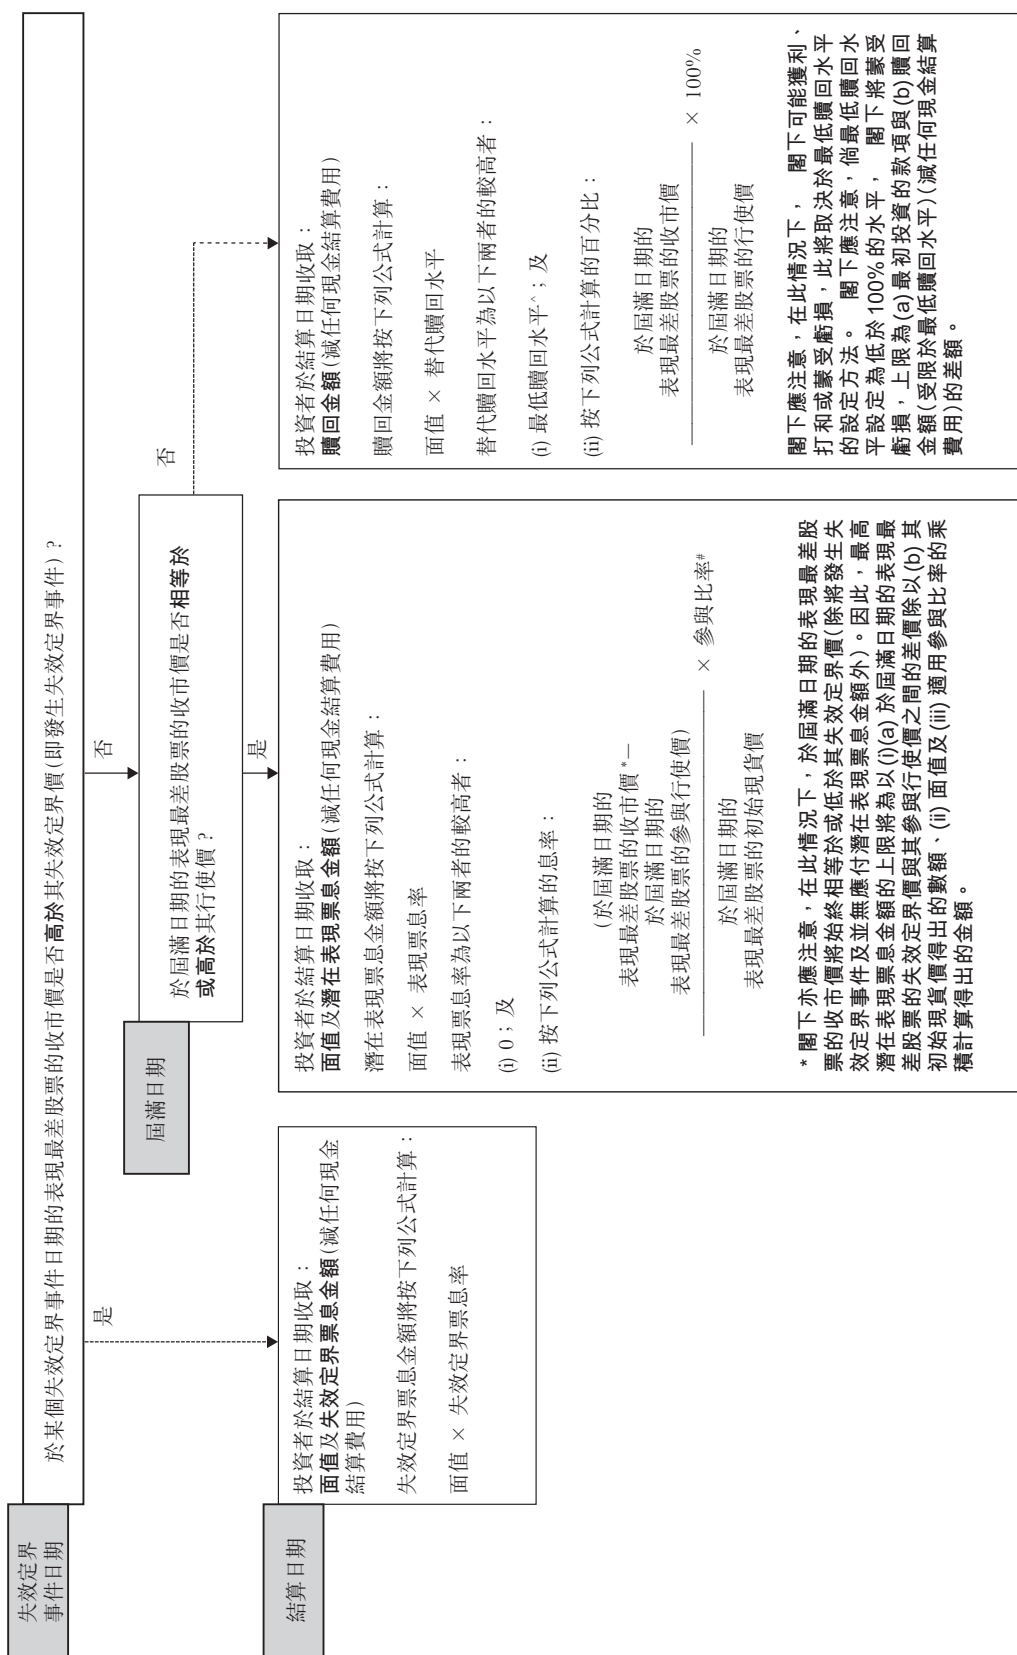 失效定界
事件日期
於某個失效定界事件日期的表現最差股票的收市價是否高於其失效定界價(即發生失效定界事件)?
是
否
屆滿日期
於屆滿日期的表現最差股票的收市價是否相等於
或高於其行使價?
是
否
結算日期
投資者於結算日期收取:
面值及失效定界票息金額(減任何現金
結算費用)
失效定界票息金額將按下列公式計算:
面值 × 失效定界票息率
投資者於結算日期收取:
面值及潛在表現票息金額(減任何現金結算費用)
潛在表現票息金額將按下列公式計算:
面值 × 表現票息率
表現票息率為以下兩者的較高者:
(i) 0;及
(ii) 按下列公式計算的息率:
(於屆滿日期的
表現最差股票的收市價*—
於屆滿日期的
表現最差股票的參與行使價)
× 參與比率#
於屆滿日期的
表現最差股票的初始現貨價
* 閣下亦應注意,在此情況下,於屆滿日期的表現最差股
票的收市價將始終相等於或低於其失效定界價(除將發生失
效定界事件及並無應付潛在表現票息金額外)。因此,最高
潛在表現票息金額的上限將為以(i)(a) 於屆滿日期的表現最
差股票的失效定界價與其參與行使價之間的差價除以(b) 其
初始現貨價得出的數額、(ii) 面值及(iii) 適用參與比率的乘
積計算得出的金額。
投資者於結算日期收取:
贖回金額(減任何現金結算費用)
贖回金額將按下列公式計算:
面值 × 替代贖回水平
替代贖回水平為以下兩者的較高者:
(i) 最低贖回水平^;及
(ii) 按下列公式計算的百分比:
於屆滿日期的
表現最差股票的收市價
× 100%
於屆滿日期的
表現最差股票的行使價
閣下應注意,在此情況下, 閣下可能獲利、
打和或蒙受虧損,此將取決於最低贖回水平
的設定方法。 閣下應注意,倘最低贖回水
平設定為低於100%的水平, 閣下將蒙受
虧損,上限為(a)最初投資的款項與(b)贖回
金額(受限於最低贖回水平)(減任何現金結算
費用)的差額。